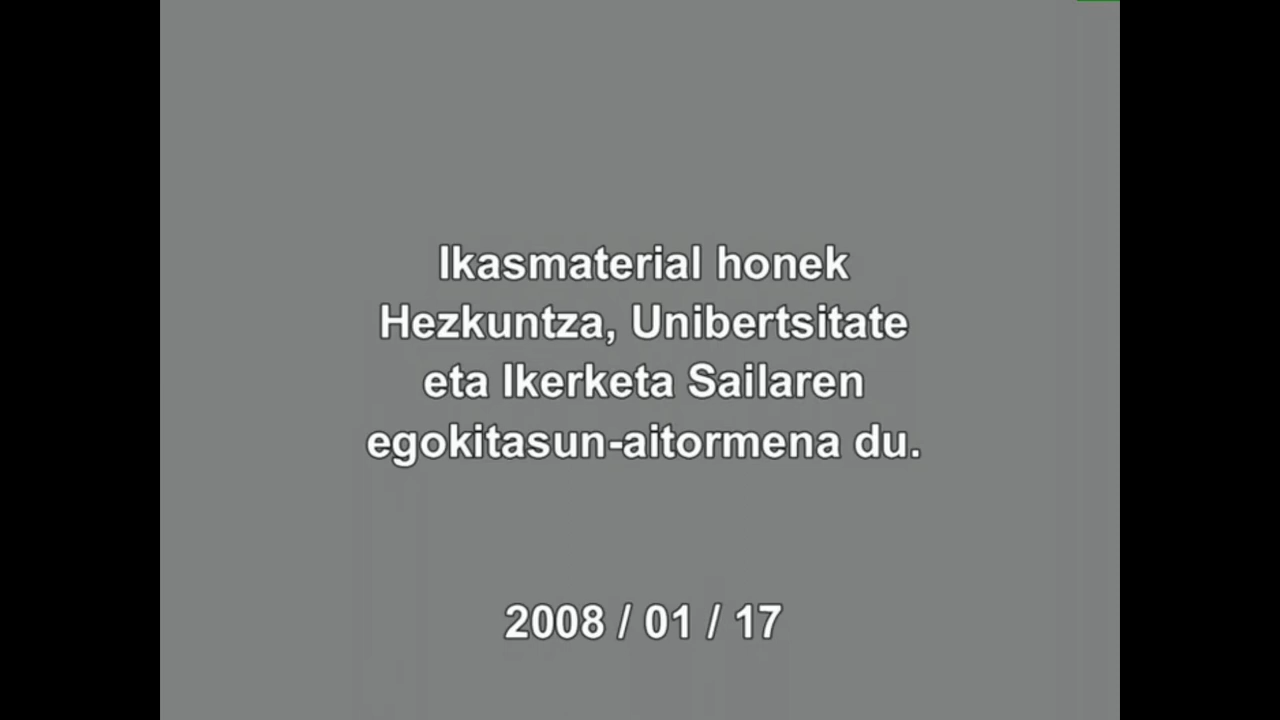 Ikasmaterial honek
Hezkuntza, Unibertsitate
eta Ikerketa Sailaren
egokitasun-aitormena du.
2008 / 01 / 17